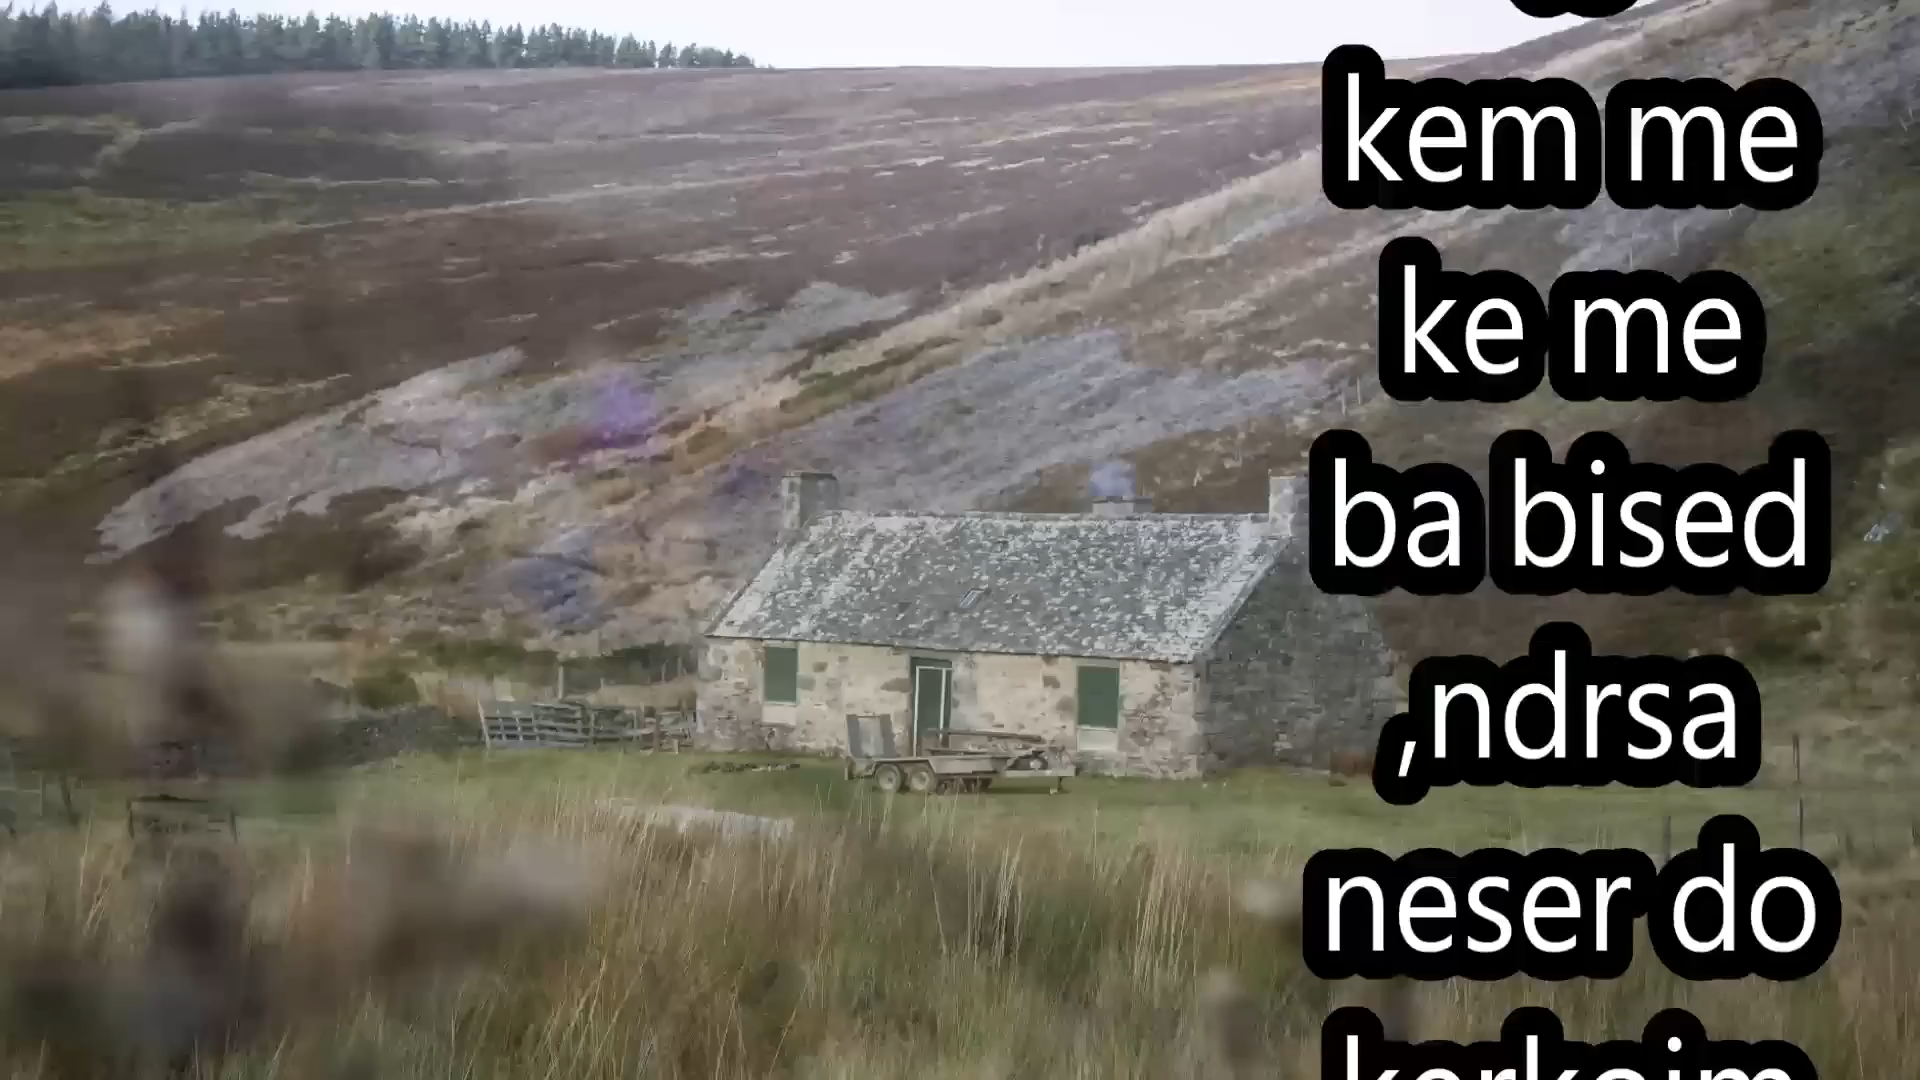 kem me
ke me
ba bised
,ndrsa
neser do